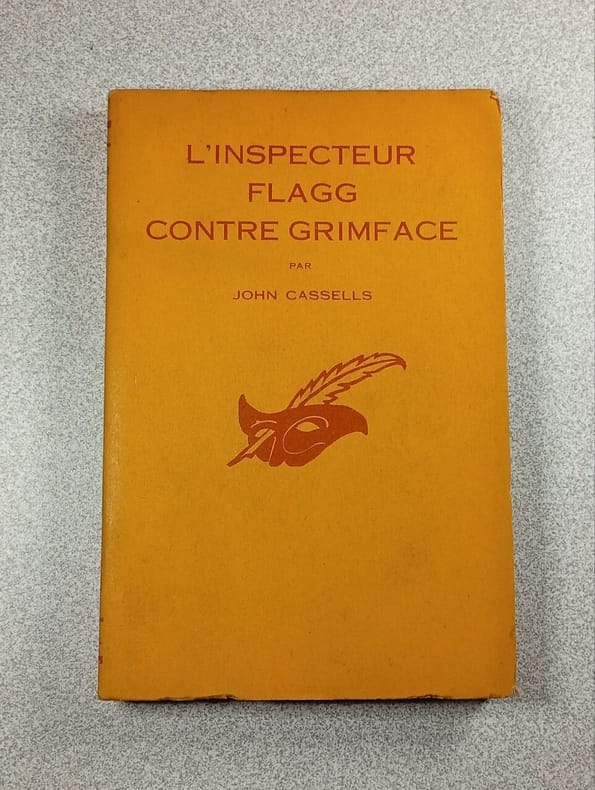 L'INSPECTEUR
FLAGG
CONTRE GRIMFACE
PAR
JOHN CASSELLS